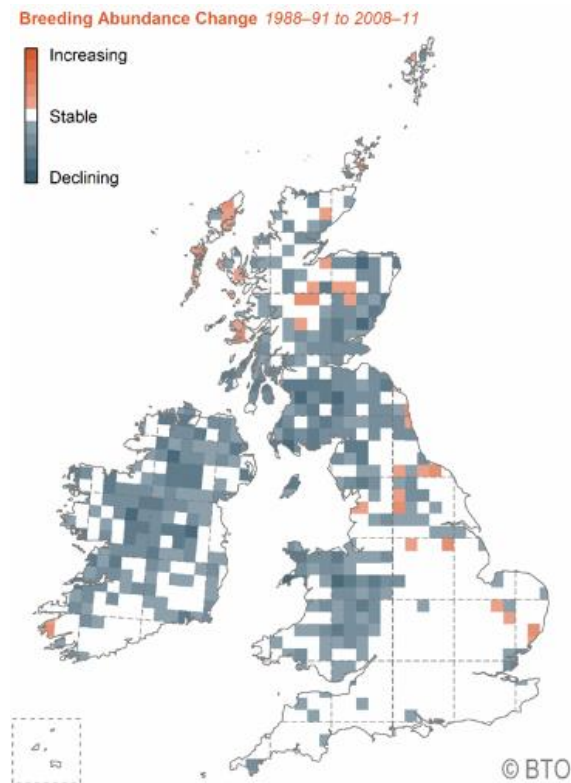 Breeding Abundance Change 1988–91 to 2008–11
Increasing
Stable
Declining
© BTO